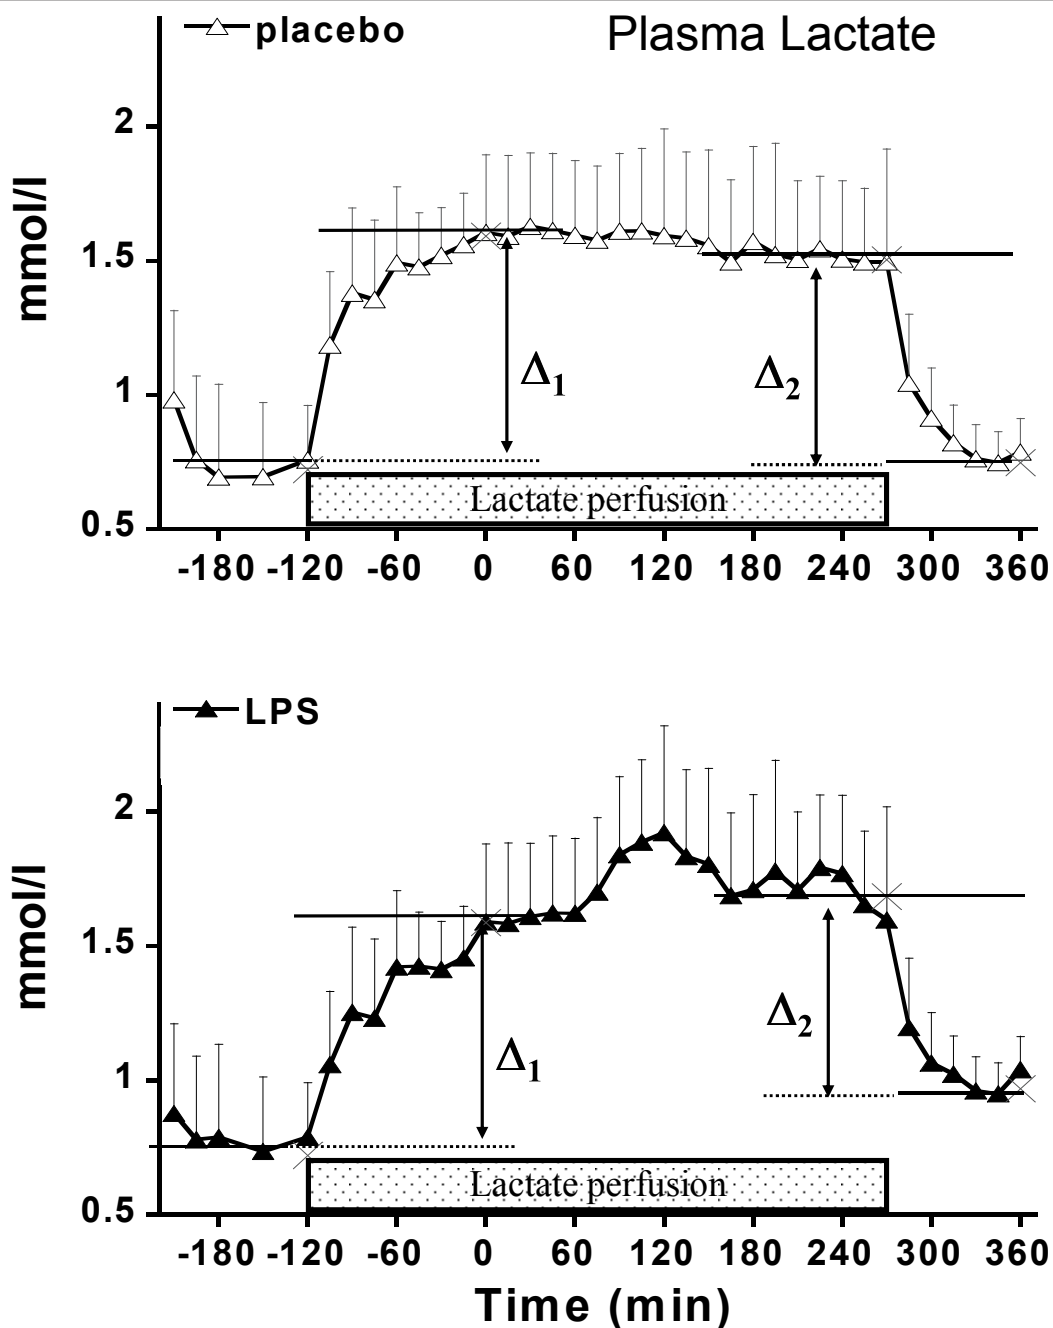 placebo
Plasma Lactate
mmol/l
2
1.5
1
0.5
Δ1
Δ2
Lactate perfusion
-180 -120 -60 0 60 120 180 240 300 360
LPS
mmol/l
2
1.5
1
0.5
Δ1
Δ2
Lactate perfusion
-180 -120 -60 0 60 120 180 240 300 360
Time (min)